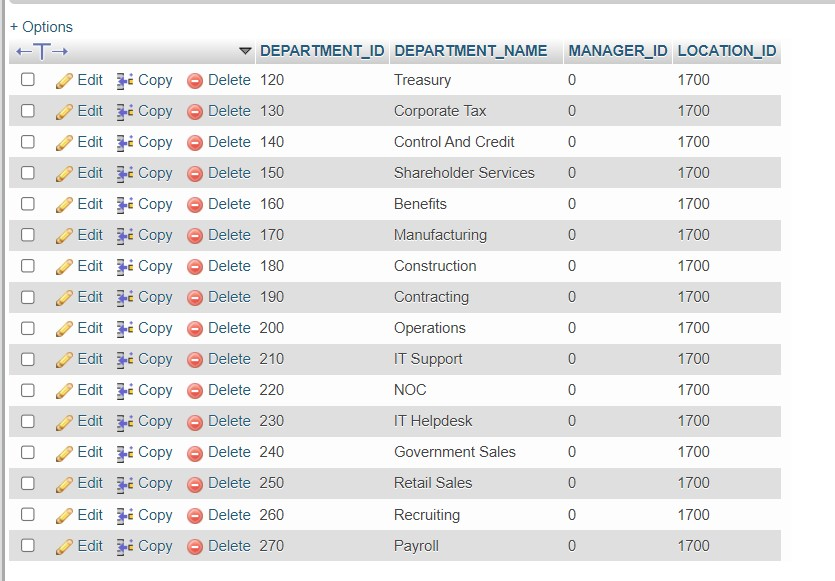 + Options
DEPARTMENT_ID DEPARTMENT_NAME MANAGER_ID LOCATION_ID
Edit Copy Delete 120 Treasury 0 1700
Edit Copy Delete 130 Corporate Tax 0 1700
Edit Copy Delete 140 Control And Credit 0 1700
Edit Copy Delete 150 Shareholder Services 0 1700
Edit Copy Delete 160 Benefits 0 1700
Edit Copy Delete 170 Manufacturing 0 1700
Edit Copy Delete 180 Construction 0 1700
Edit Copy Delete 190 Contracting 0 1700
Edit Copy Delete 200 Operations 0 1700
Edit Copy Delete 210 IT Support 0 1700
Edit Copy Delete 220 NOC 0 1700
Edit Copy Delete 230 IT Helpdesk 0 1700
Edit Copy Delete 240 Government Sales 0 1700
Edit Copy Delete 250 Retail Sales 0 1700
Edit Copy Delete 260 Recruiting 0 1700
Edit Copy Delete 270 Payroll 0 1700